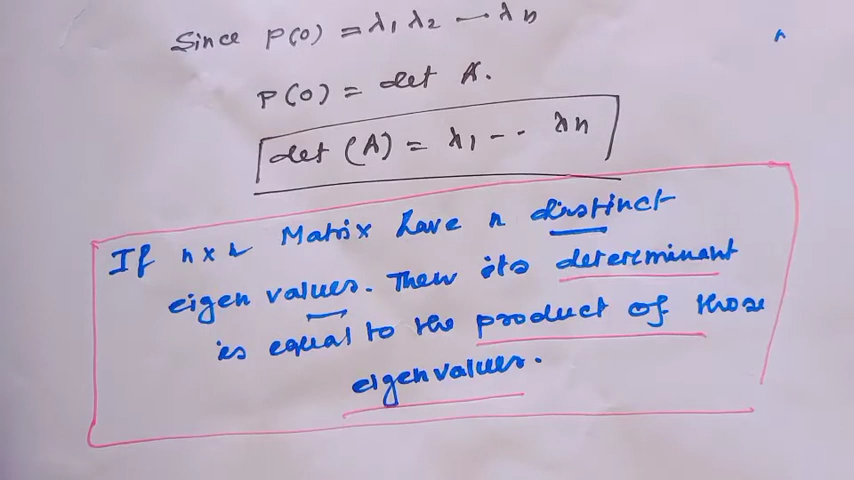 Since P(0) = λ₁ λ₂ — λn
P(0) = det A.
det (A) = λ₁ - - λn
If n×n Matrix have n distinct
eigen values. Then its determinant
is equal to the product of those
eigenvalues.